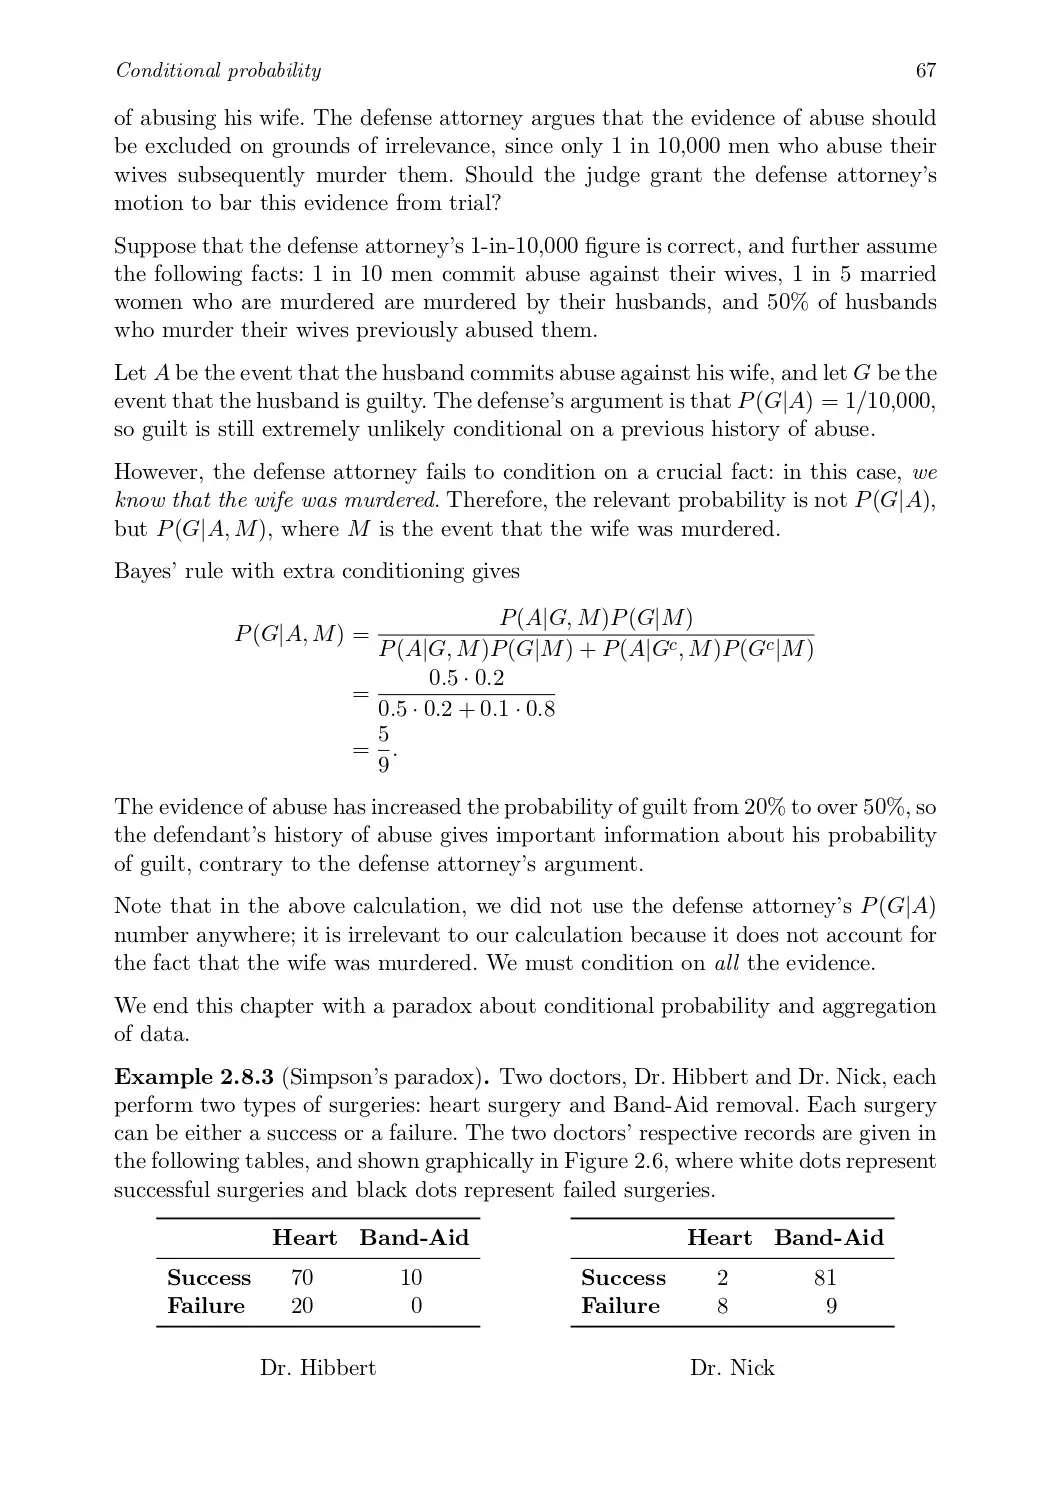 Conditional probability 67
of abusing his wife. The defense attorney argues that the evidence of abuse should
be excluded on grounds of irrelevance, since only 1 in 10,000 men who abuse their
wives subsequently murder them. Should the judge grant the defense attorney's
motion to bar this evidence from trial?
Suppose that the defense attorney's 1-in-10,000 figure is correct, and further assume
the following facts: 1 in 10 men commit abuse against their wives, 1 in 5 married
women who are murdered are murdered by their husbands, and 50% of husbands
who murder their wives previously abused them.
Let A be the event that the husband commits abuse against his wife, and let G be the
event that the husband is guilty. The defense's argument is that P(G|A) = 1/10,000,
so guilt is still extremely unlikely conditional on a previous history of abuse.
However, the defense attorney fails to condition on a crucial fact: in this case, we
know that the wife was murdered. Therefore, the relevant probability is not P(G|A),
but P(G|A, M), where M is the event that the wife was murdered.
Bayes' rule with extra conditioning gives
P(G|A, M) = P(A|G, M)P(G|M) / P(A|G, M)P(G|M) + P(A|Gᶜ, M)P(Gᶜ|M)
= 0.5 · 0.2 / 0.5 · 0.2 + 0.1 · 0.8
= 5/9.
The evidence of abuse has increased the probability of guilt from 20% to over 50%, so
the defendant's history of abuse gives important information about his probability
of guilt, contrary to the defense attorney's argument.
Note that in the above calculation, we did not use the defense attorney's P(G|A)
number anywhere; it is irrelevant to our calculation because it does not account for
the fact that the wife was murdered. We must condition on all the evidence.
We end this chapter with a paradox about conditional probability and aggregation
of data.
Example 2.8.3 (Simpson's paradox). Two doctors, Dr. Hibbert and Dr. Nick, each
perform two types of surgeries: heart surgery and Band-Aid removal. Each surgery
can be either a success or a failure. The two doctors' respective records are given in
the following tables, and shown graphically in Figure 2.6, where white dots represent
successful surgeries and black dots represent failed surgeries.
Heart Band-Aid
Success 70 10
Failure 20 0
Dr. Hibbert
Heart Band-Aid
Success 2 81
Failure 8 9
Dr. Nick